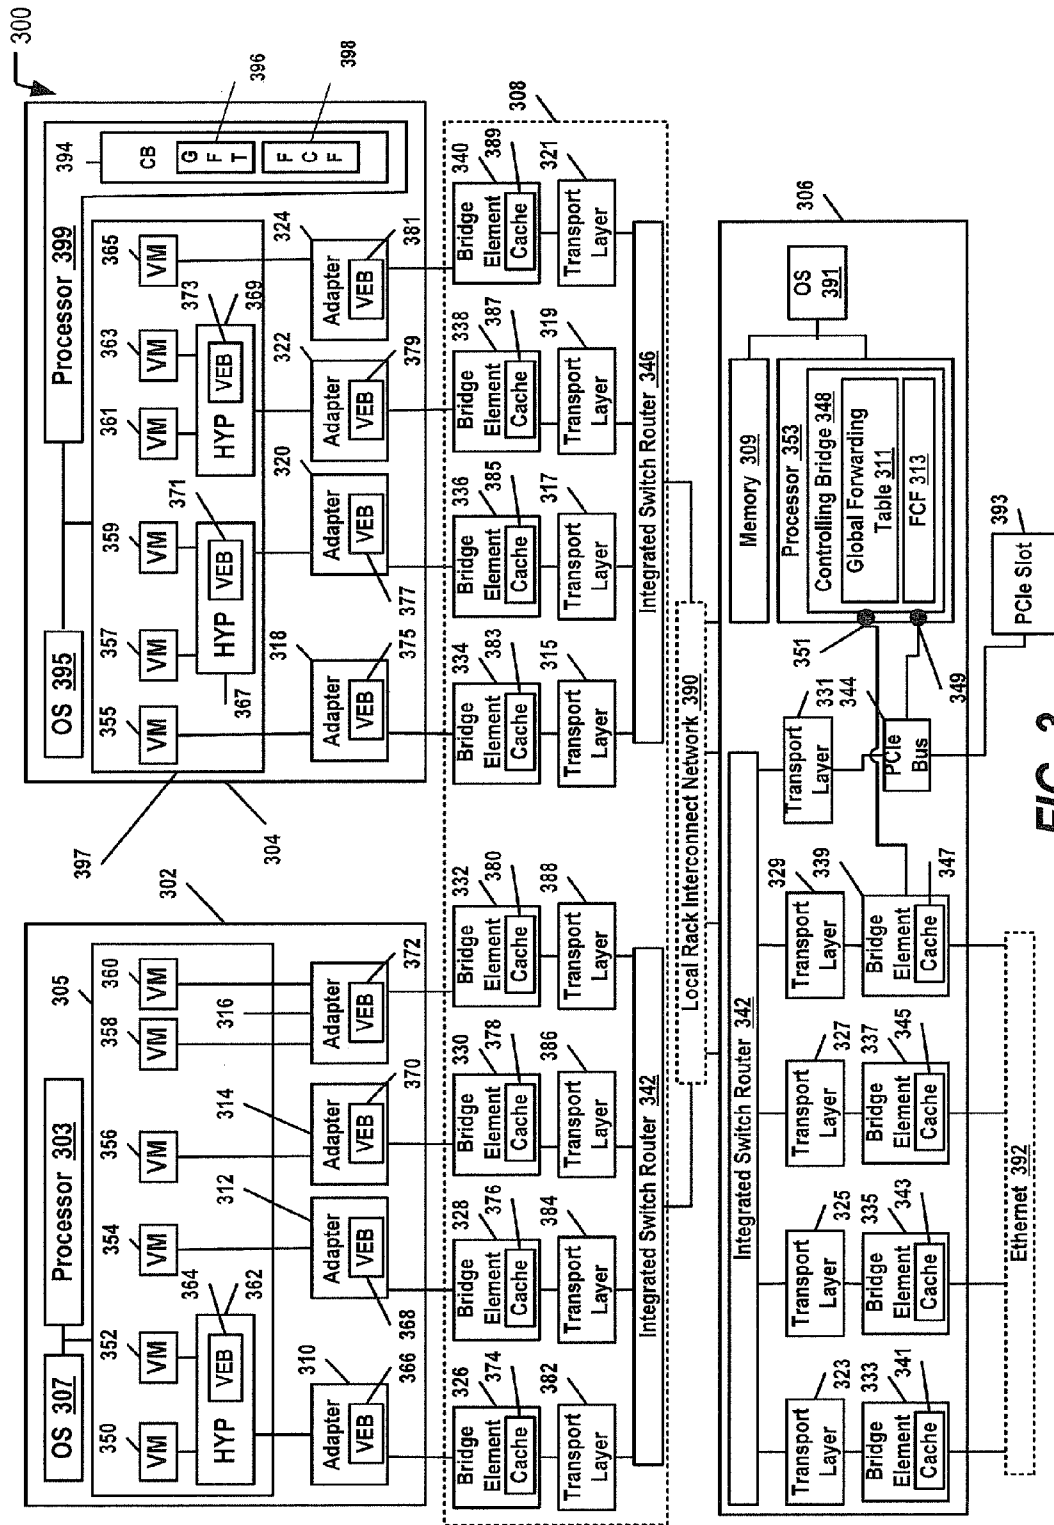 300
302
OS 307
Processor 303
305
350
352
354
356
358
360
VM
VM
VM
VM
VM
VM
364
362
HYP
VEB
310
312
314
316
Adapter
VEB
Adapter
VEB
Adapter
VEB
Adapter
VEB
366
368
370
372
397
304
OS 395
Processor 399
394
CB
G
F
T
F
C
F
396
398
355
357
359
361
363
365
VM
VM
VM
VM
VM
VM
367
371
373
369
HYP
VEB
HYP
VEB
318
320
322
324
Adapter
VEB
Adapter
VEB
Adapter
VEB
Adapter
VEB
375
377
379
381
308
326
374
328
376
330
378
332
380
334
383
336
385
338
387
340
389
Bridge
Element
Cache
Bridge
Element
Cache
Bridge
Element
Cache
Bridge
Element
Cache
Bridge
Element
Cache
Bridge
Element
Cache
Bridge
Element
Cache
Bridge
Element
Cache
382
384
386
388
315
317
319
321
Transport
Layer
Transport
Layer
Transport
Layer
Transport
Layer
Transport
Layer
Transport
Layer
Transport
Layer
Transport
Layer
Integrated Switch Router 342
Integrated Switch Router 346
Local Rack Interconnect Network 390
306
Integrated Switch Router 342
Memory 309
OS
391
323
325
327
329
331
Transport
Layer
Transport
Layer
Transport
Layer
Transport
Layer
Transport
Layer
333
341
335
343
337
345
339
347
Bridge
Element
Cache
Bridge
Element
Cache
Bridge
Element
Cache
Bridge
Element
Cache
344
PCIe
Bus
351
349
Processor 353
Controlling Bridge 348
Global Forwarding
Table 311
FCF 313
Ethernet 392
393
PCIe Slot
FIG. 3